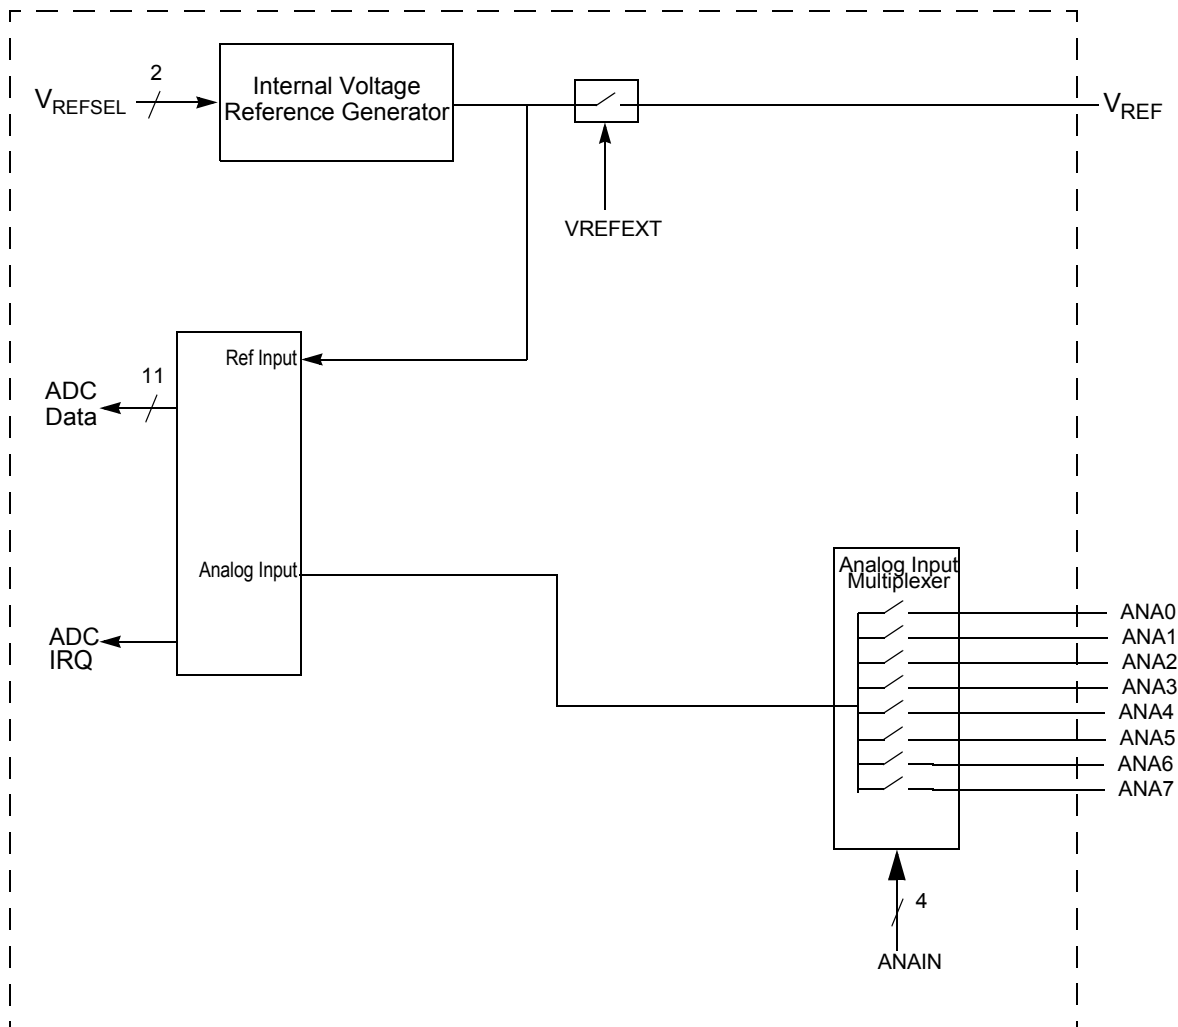 2
VREFSEL
Internal Voltage
Reference Generator
VREF
VREFEXT
Ref Input
11
ADC
Data
Analog Input
ADC
IRQ
Analog Input
Multiplexer
ANA0
ANA1
ANA2
ANA3
ANA4
ANA5
ANA6
ANA7
4
ANAIN